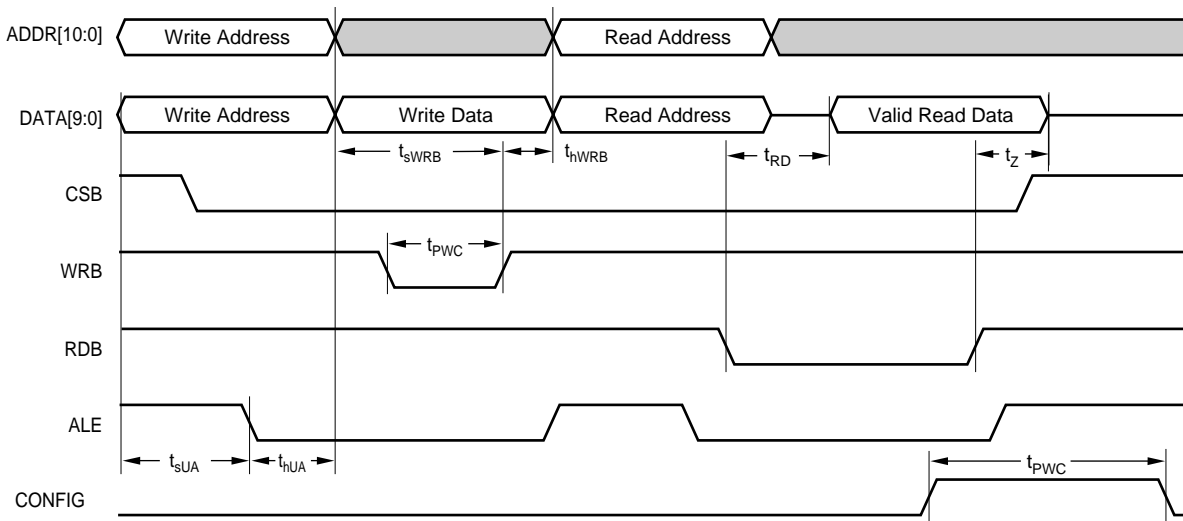 ADDR[10:0] Write Address Read Address
DATA[9:0] Write Address Write Data Read Address Valid Read Data
tsWRB thWRB tRD tZ
CSB
tPWC
WRB
RDB
ALE
tsUA thUA tPWC
CONFIG